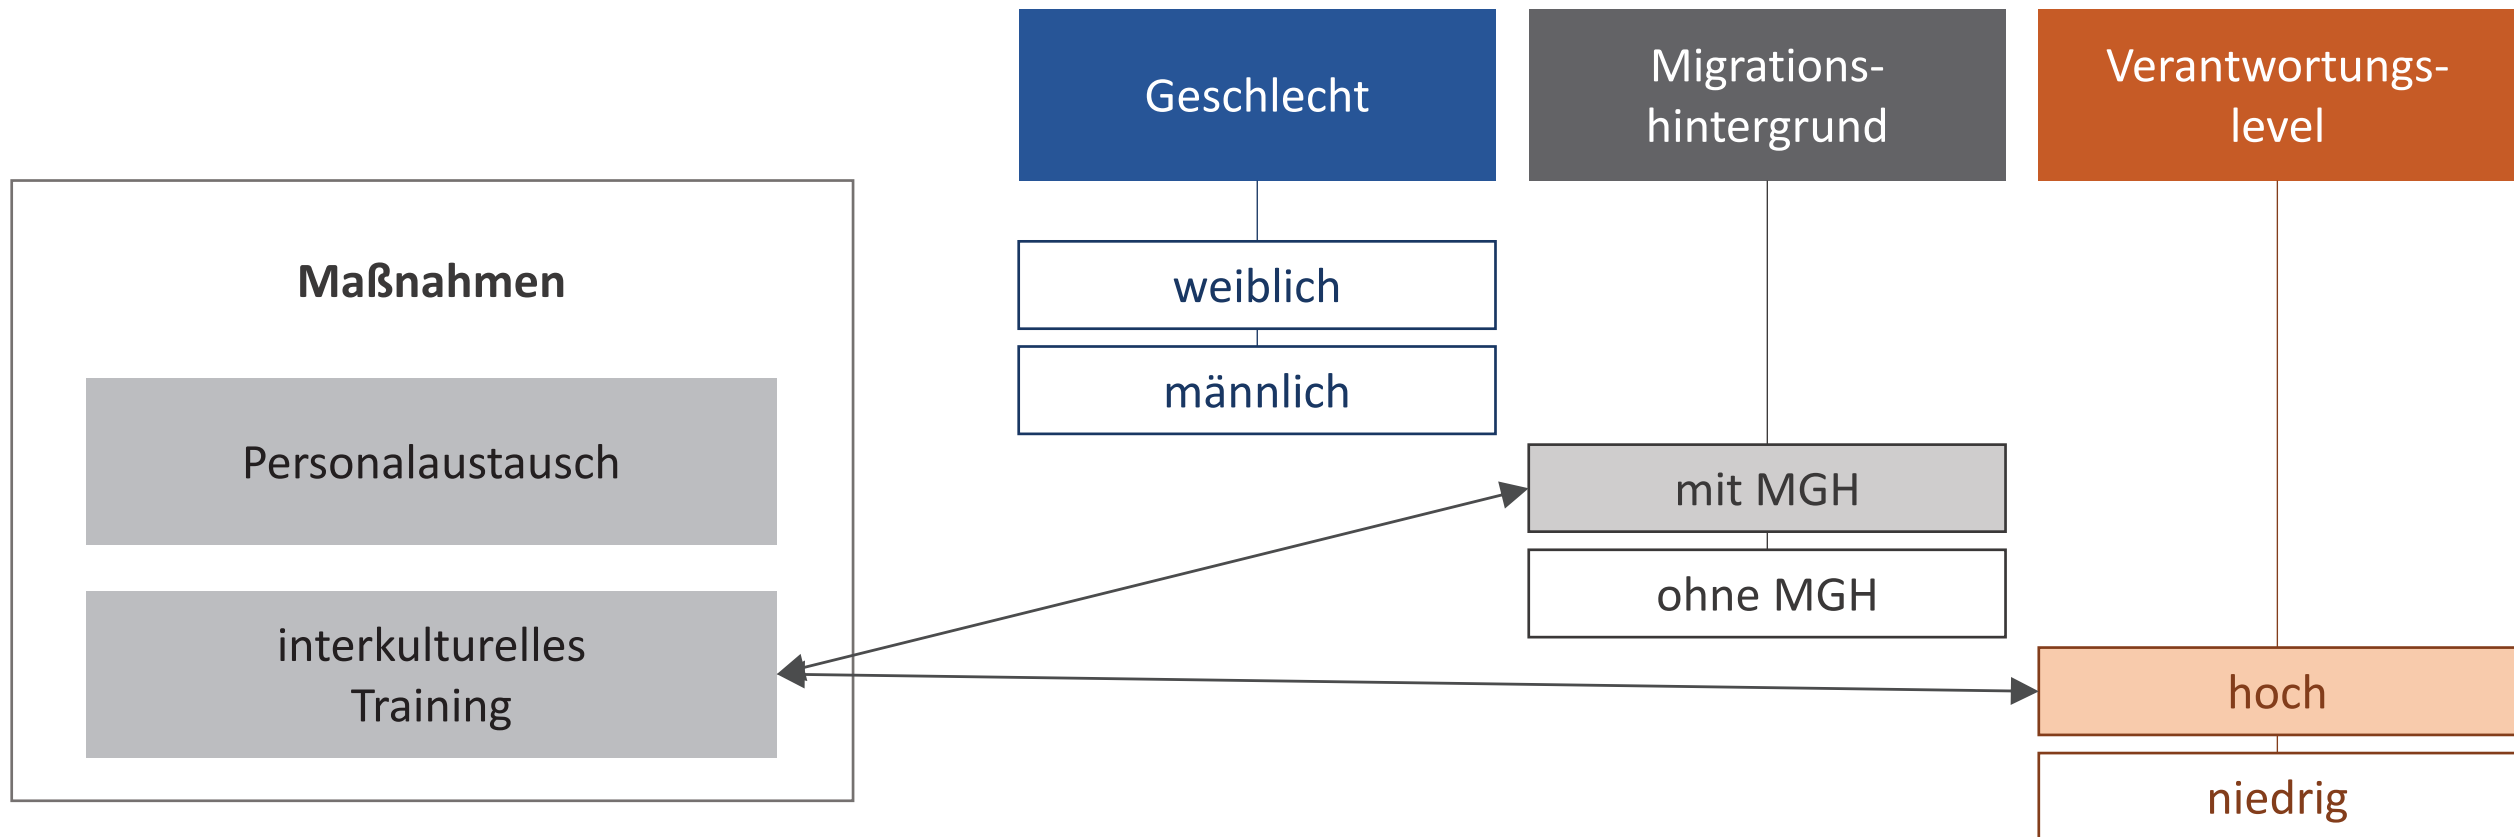 Geschlecht
Migrations-
hintergrund
Verantwortungs-
level
Maßnahmen
weiblich
männlich
Personalaustausch
mit MGH
ohne MGH
interkulturelles
Training
hoch
niedrig